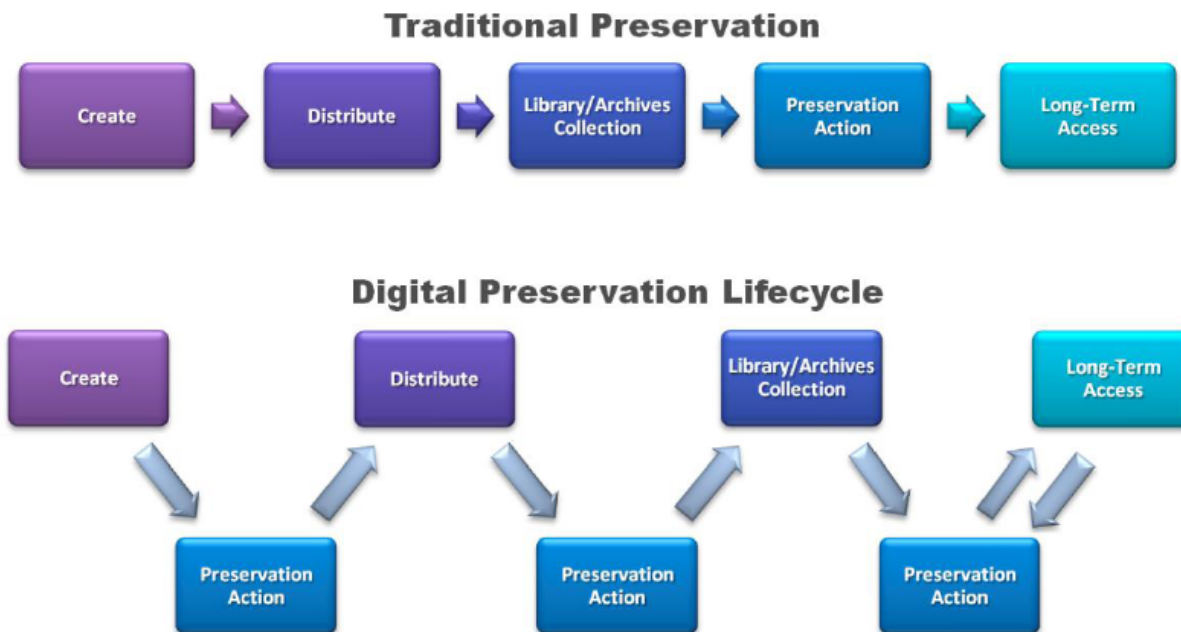 Traditional Preservation
Create
Distribute
Library/Archives
Collection
Preservation
Action
Long-Term
Access
Digital Preservation Lifecycle
Create
Distribute
Library/Archives
Collection
Long-Term
Access
Preservation
Action
Preservation
Action
Preservation
Action